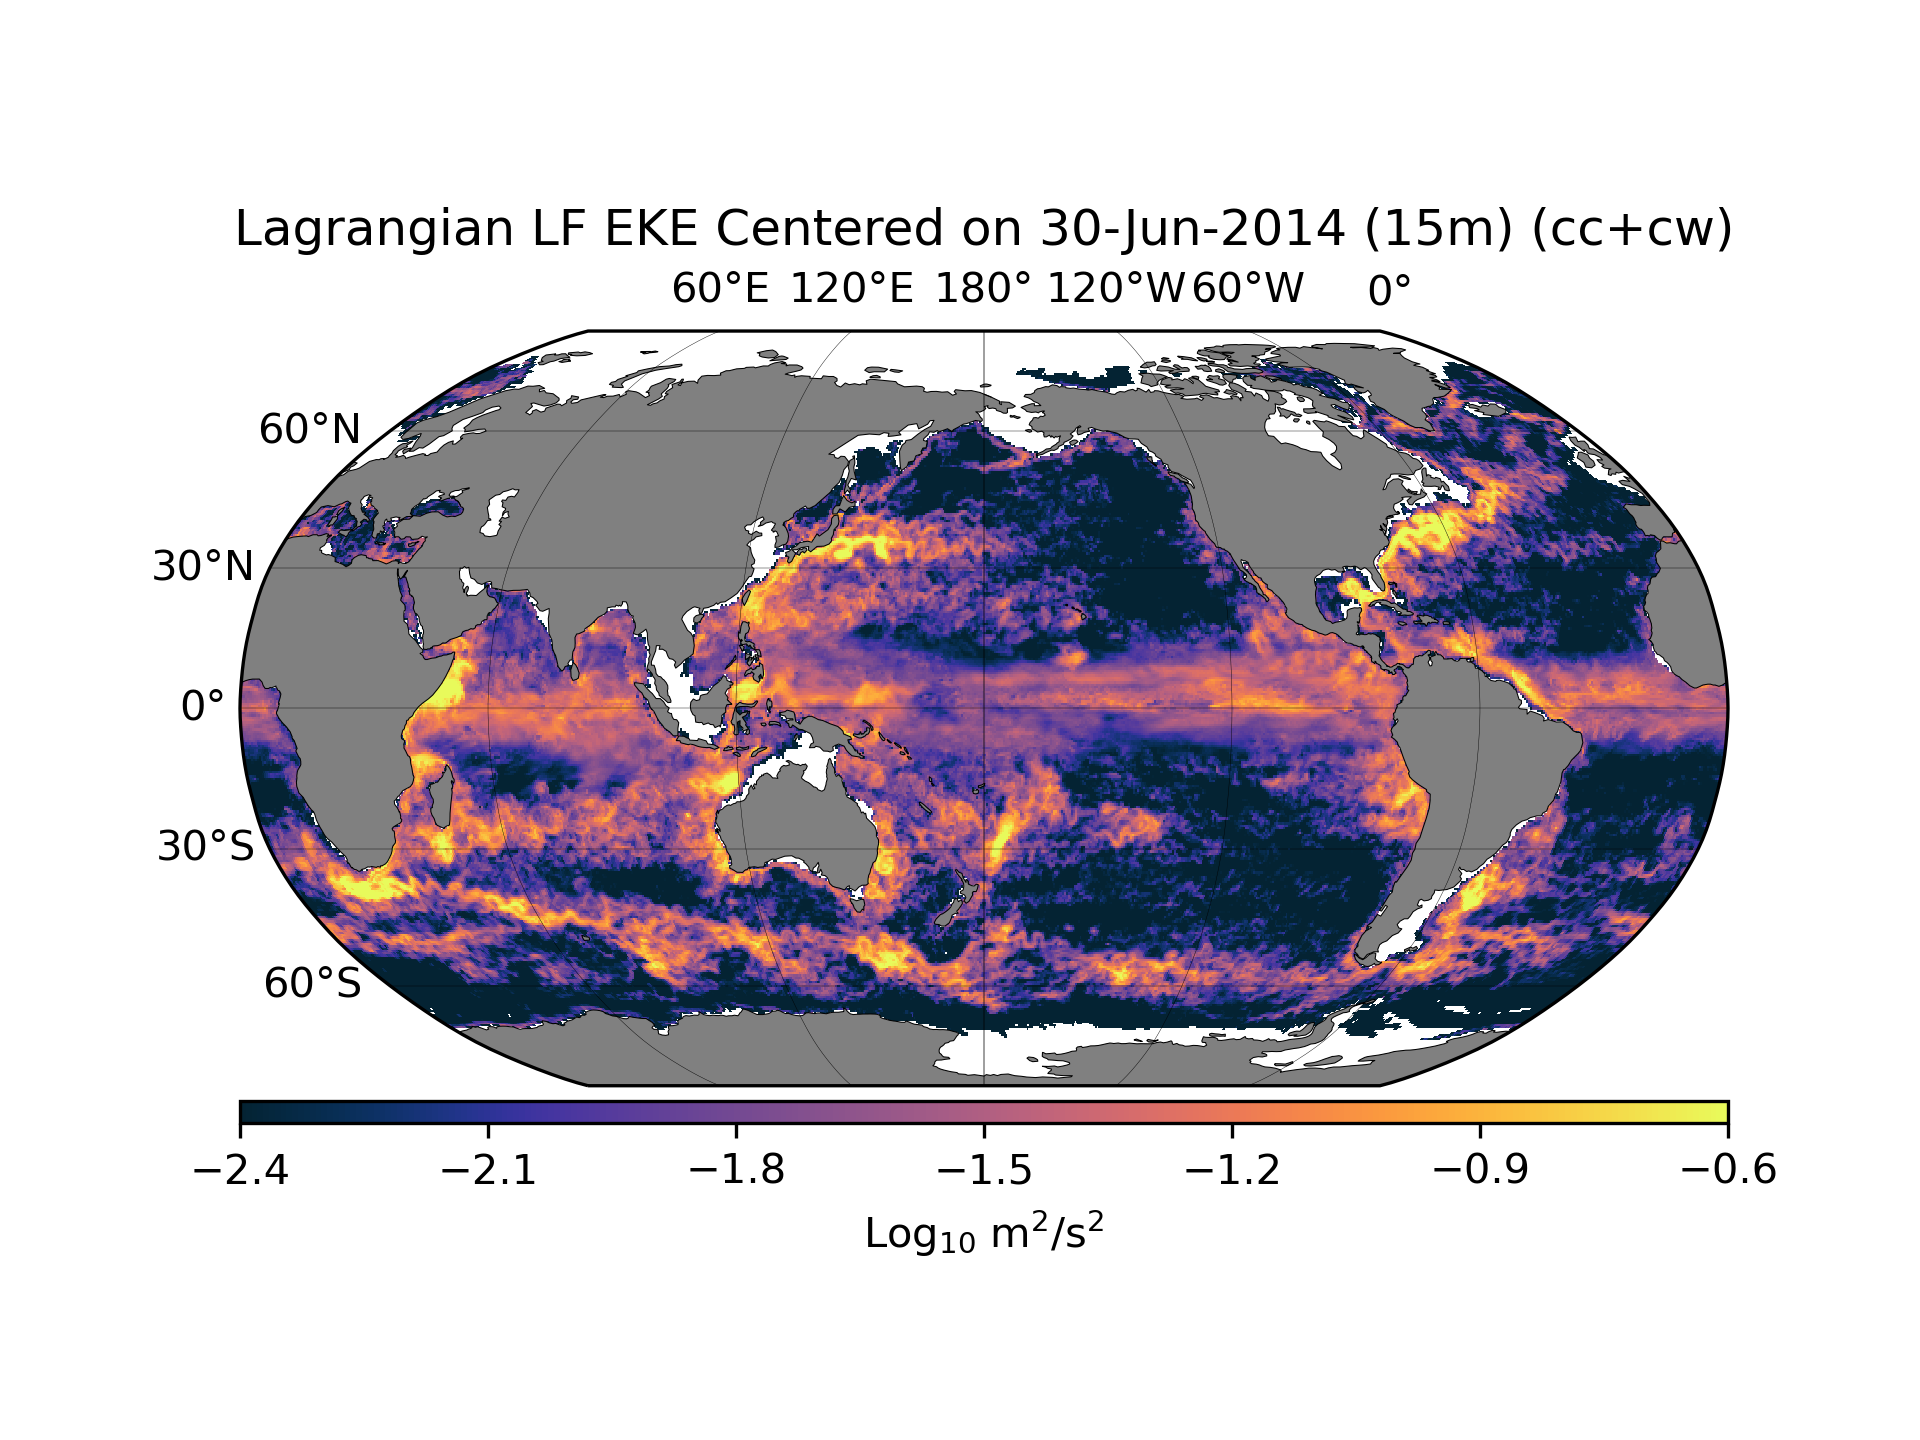 Lagrangian LF EKE Centered on 30-Jun-2014 (15m) (cc+cw)
60°E 120°E 180° 120°W 60°W 0°
60°N
30°N
0°
30°S
60°S
−2.4 −2.1 −1.8 −1.5 −1.2 −0.9 −0.6
Log₁₀ m²/s²